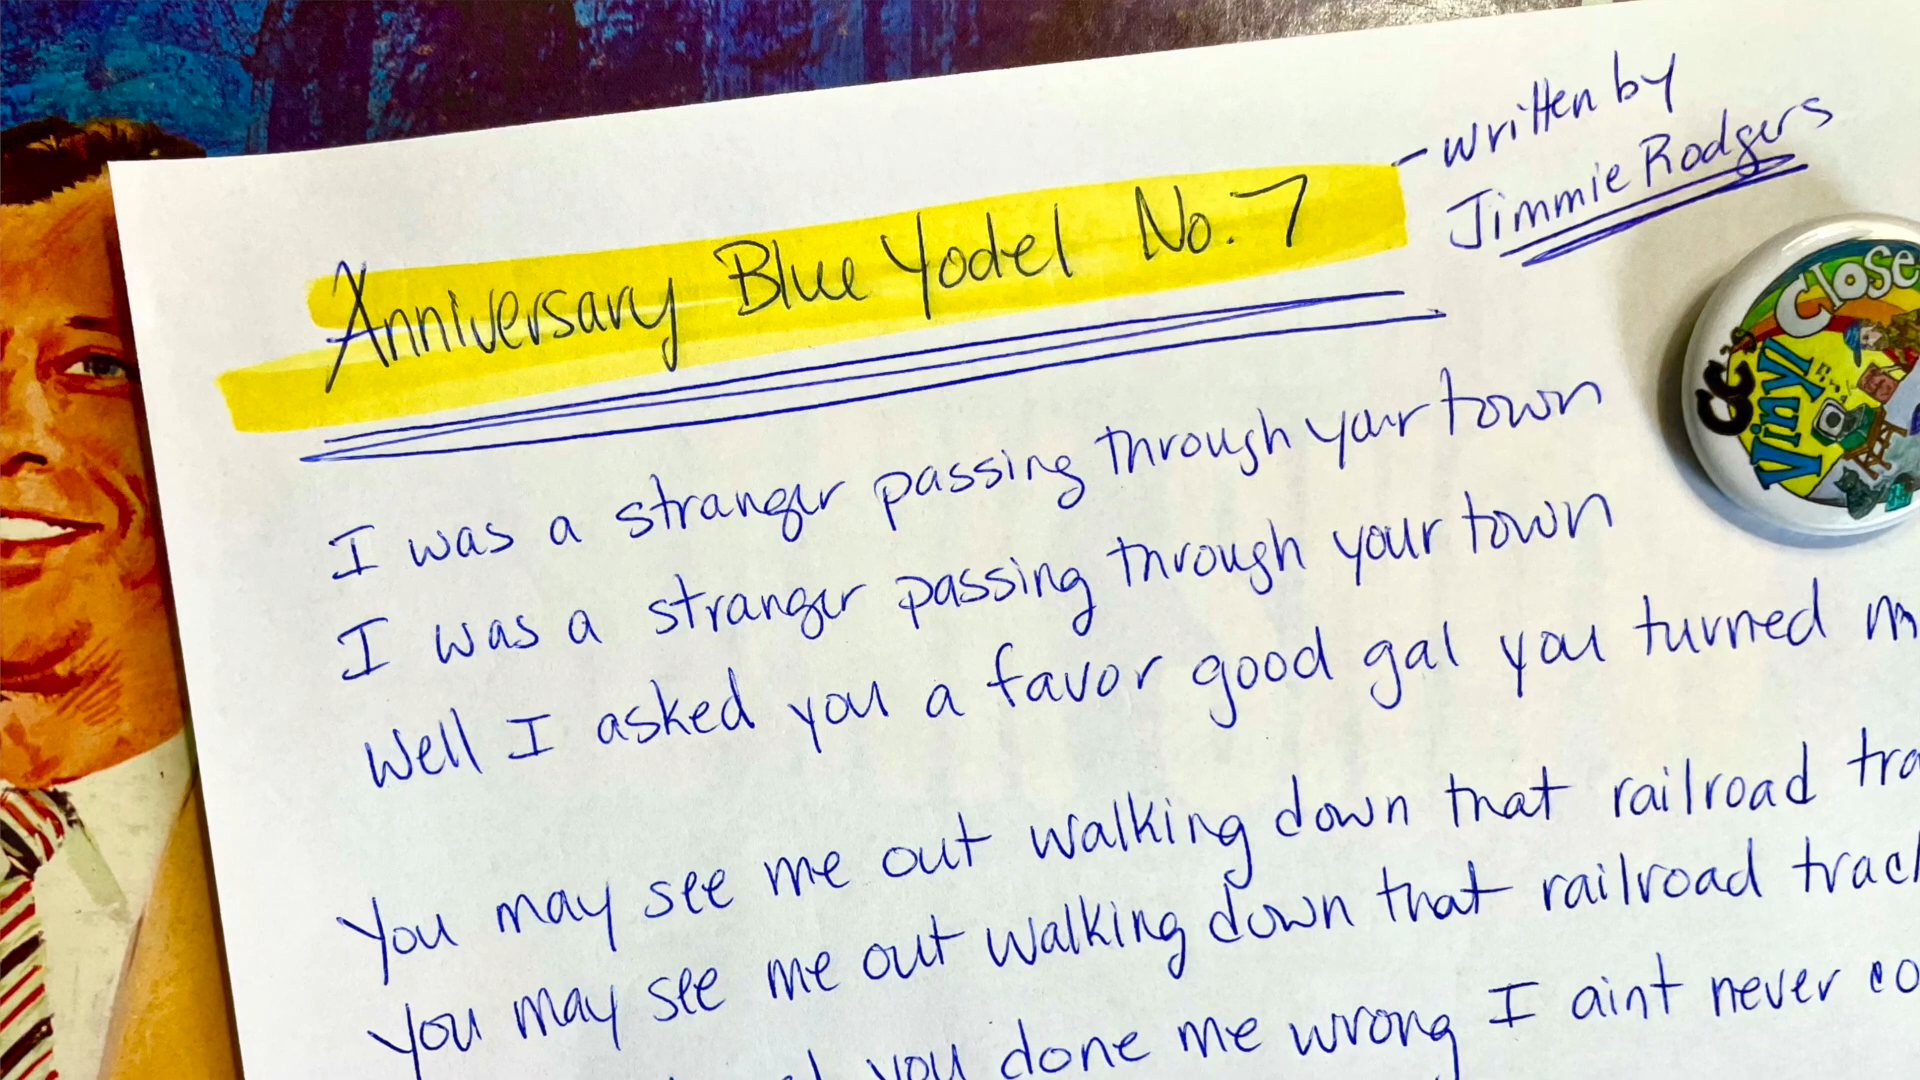 Anniversary Blue Yodel No. 7
- written by
Jimmie Rodgers
I was a stranger passing through your town
I was a stranger passing through your town
Well I asked you a favor good gal you turned
You may see me out walking down that railroad
You may see me out walking down that railroad
you done me wrong I aint never
CC
Vinyl
Close